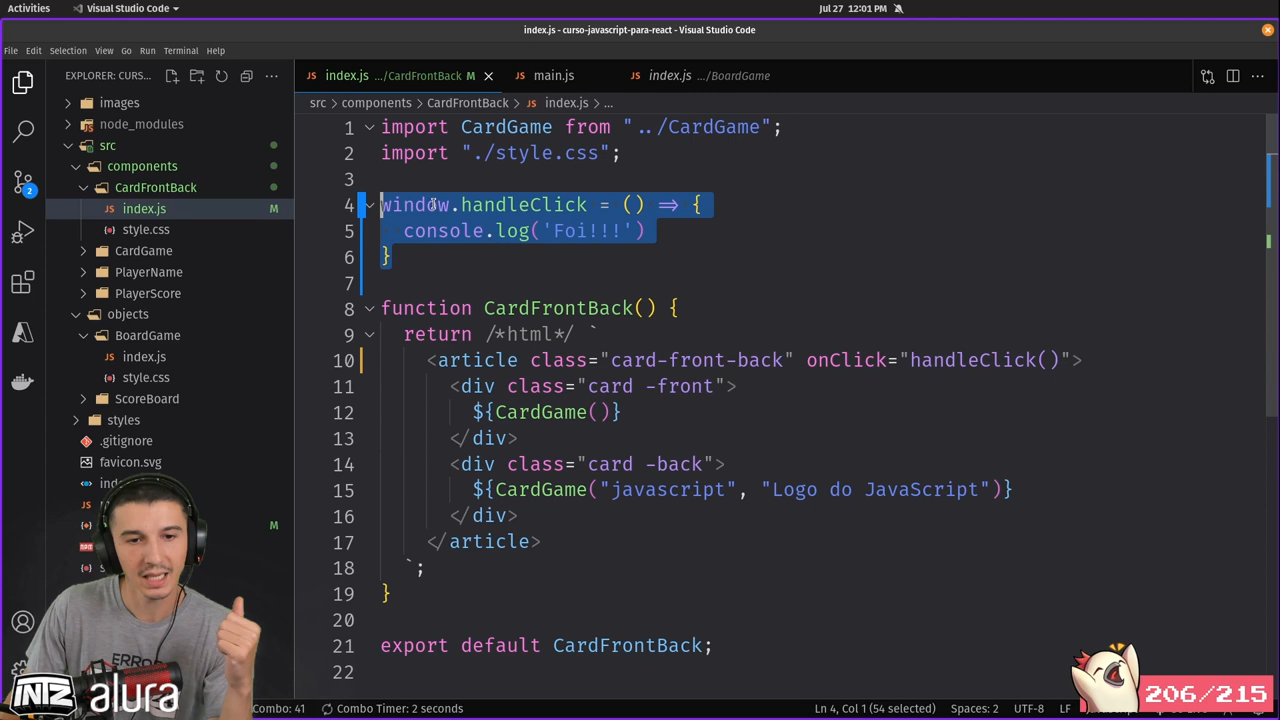 Activities
Visual Studio Code
Jul 27 12:01 PM
index.js - curso-javascript-para-react - Visual Studio Code
File Edit Selection View Go Run Terminal Help
EXPLORER: CURS...
index.js .../CardFrontBack M
main.js
index.js .../BoardGame
src > components > CardFrontBack > JS index.js > ...
images
node_modules
src
components
CardFrontBack
JS index.js M
style.css
CardGame
PlayerName
PlayerScore
objects
BoardGame
JS index.js
style.css
ScoreBoard
styles
.gitignore
favicon.svg
M
2
1 import CardGame from "../CardGame";
2 import "./style.css";
3
4 window.handleClick = () => {
5 console.log('Foi!!!')
6 }
7
8 function CardFrontBack() {
9 return /*html*/ `
10 <article class="card-front-back" onClick="handleClick()">
11 <div class="card -front">
12 ${CardGame()}
13 </div>
14 <div class="card -back">
15 ${CardGame("javascript", "Logo do JavaScript")}
16 </div>
17 </article>
18 `;
19 }
20
21 export default CardFrontBack;
22
ERROR
NTZ alura
206/215
Combo: 41
Combo Timer: 2 seconds
Ln 4, Col 1 (54 selected)
Spaces: 2
UTF-8
LF